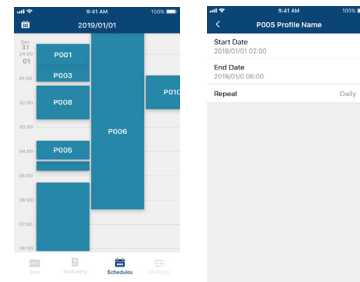 9:41 AM
100%
2019/01/01
Dec
31
24:00
01
01:00
02:00
03:00
04:00
05:00
06:00
07:00
08:00
P001
P003
P008
P005
P006
P010
Live
Searching
Schedules
Settings
9:41 AM
100%
P005 Profile Name
Start Date
2019/01/01 02:00
End Date
2019/01/0 06:00
Repeat
Daily